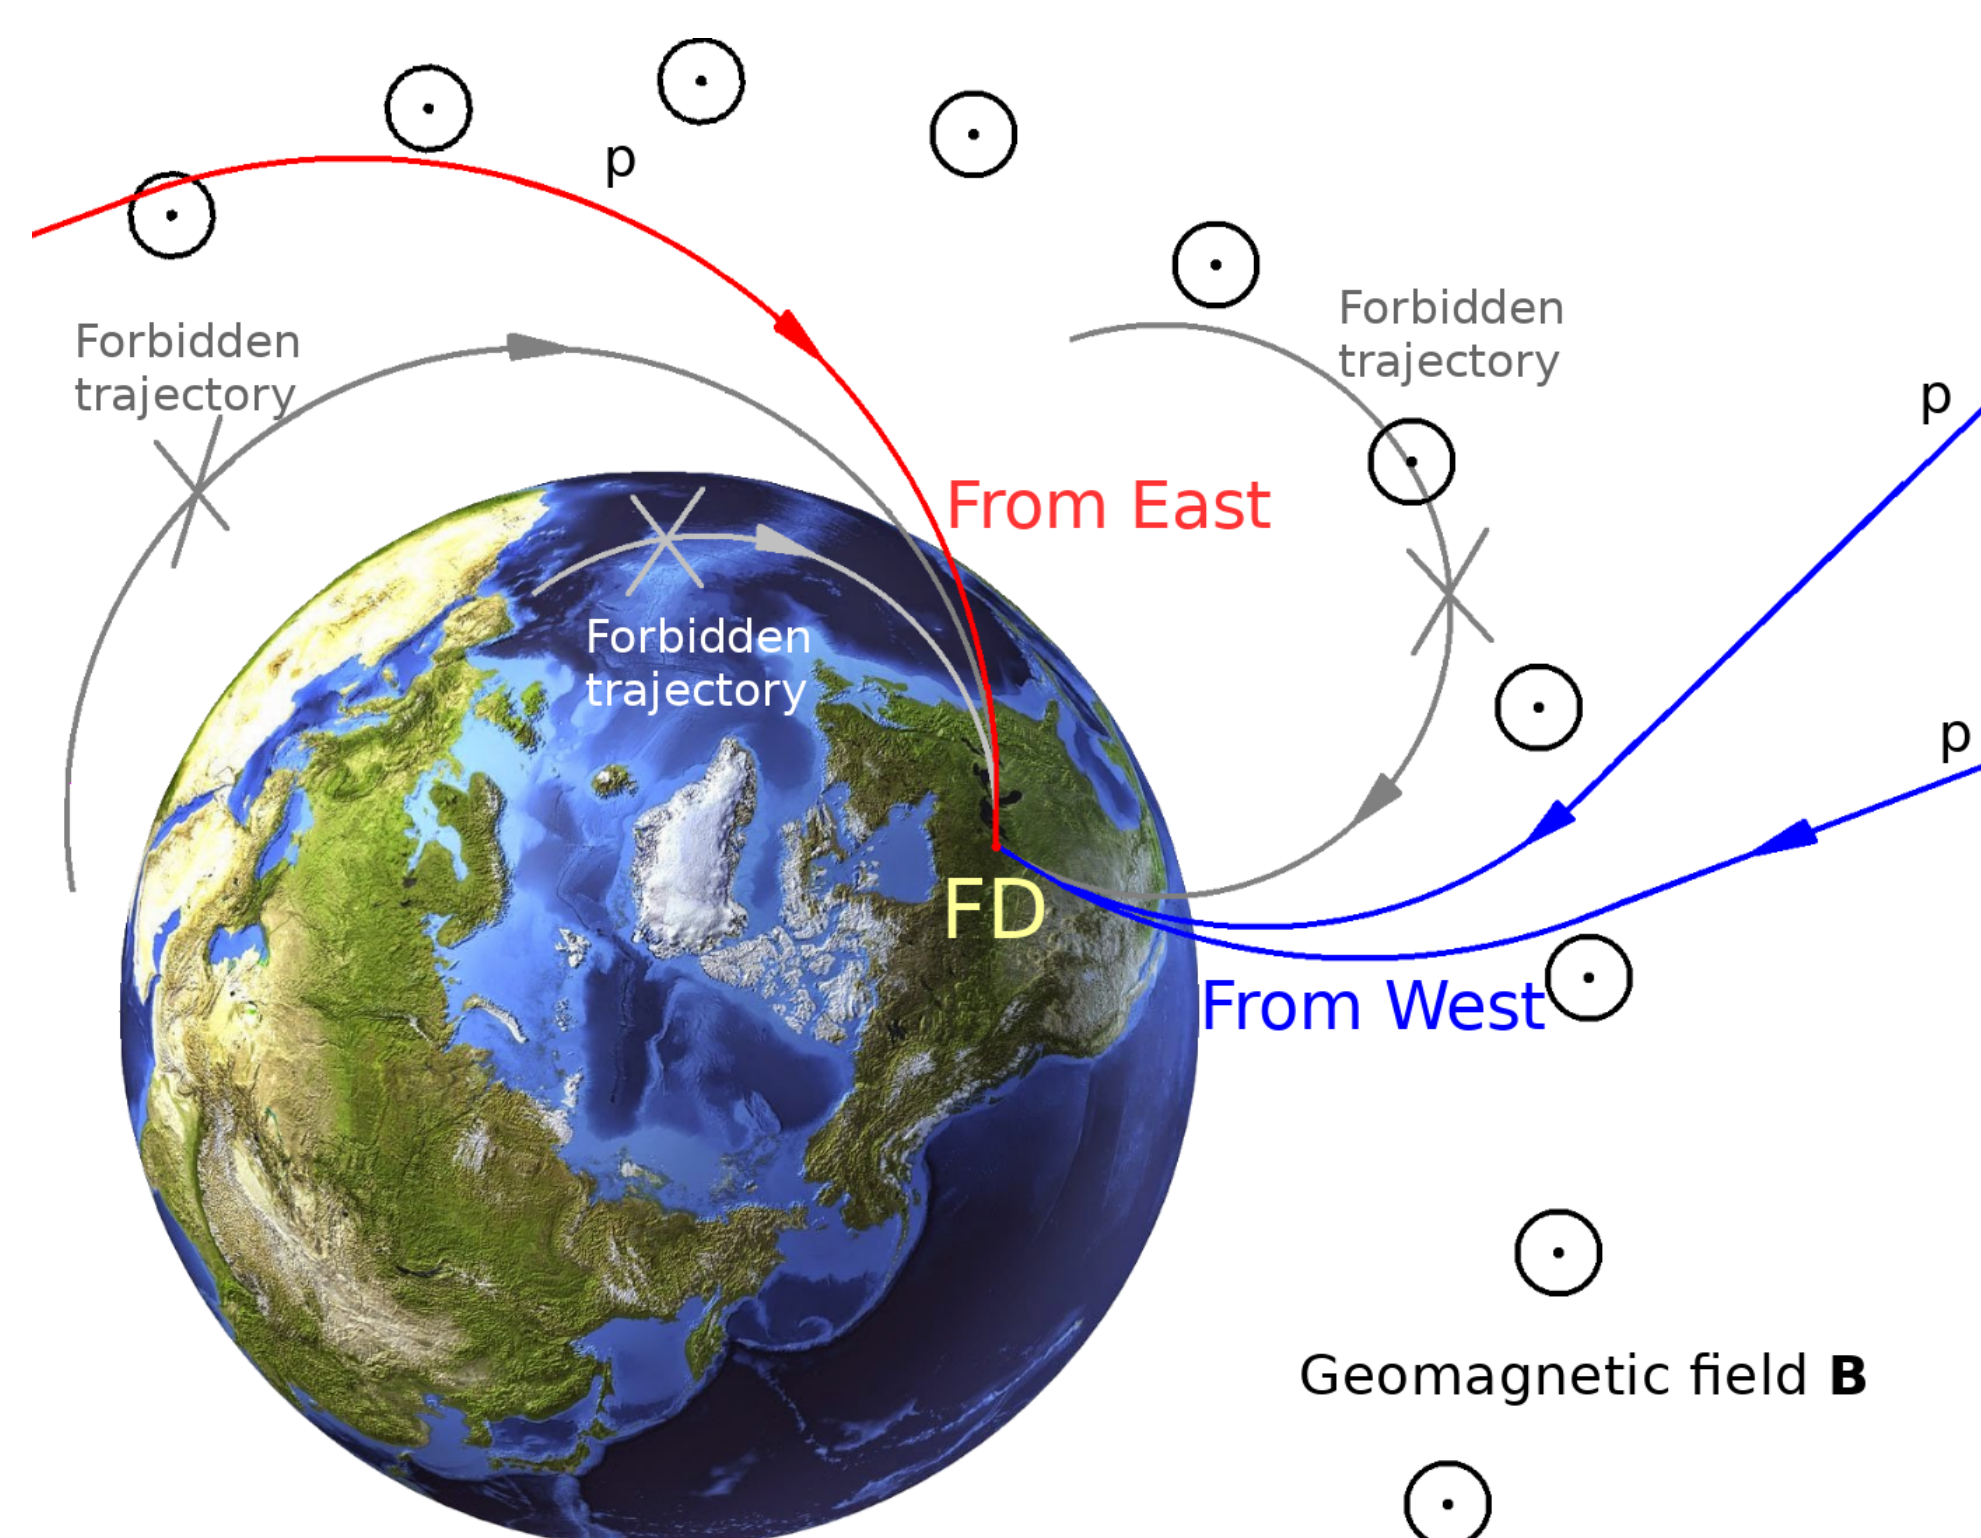 p
Forbidden
trajectory
Forbidden
trajectory
p
From East
Forbidden
trajectory
p
FD
From West
Geomagnetic field B